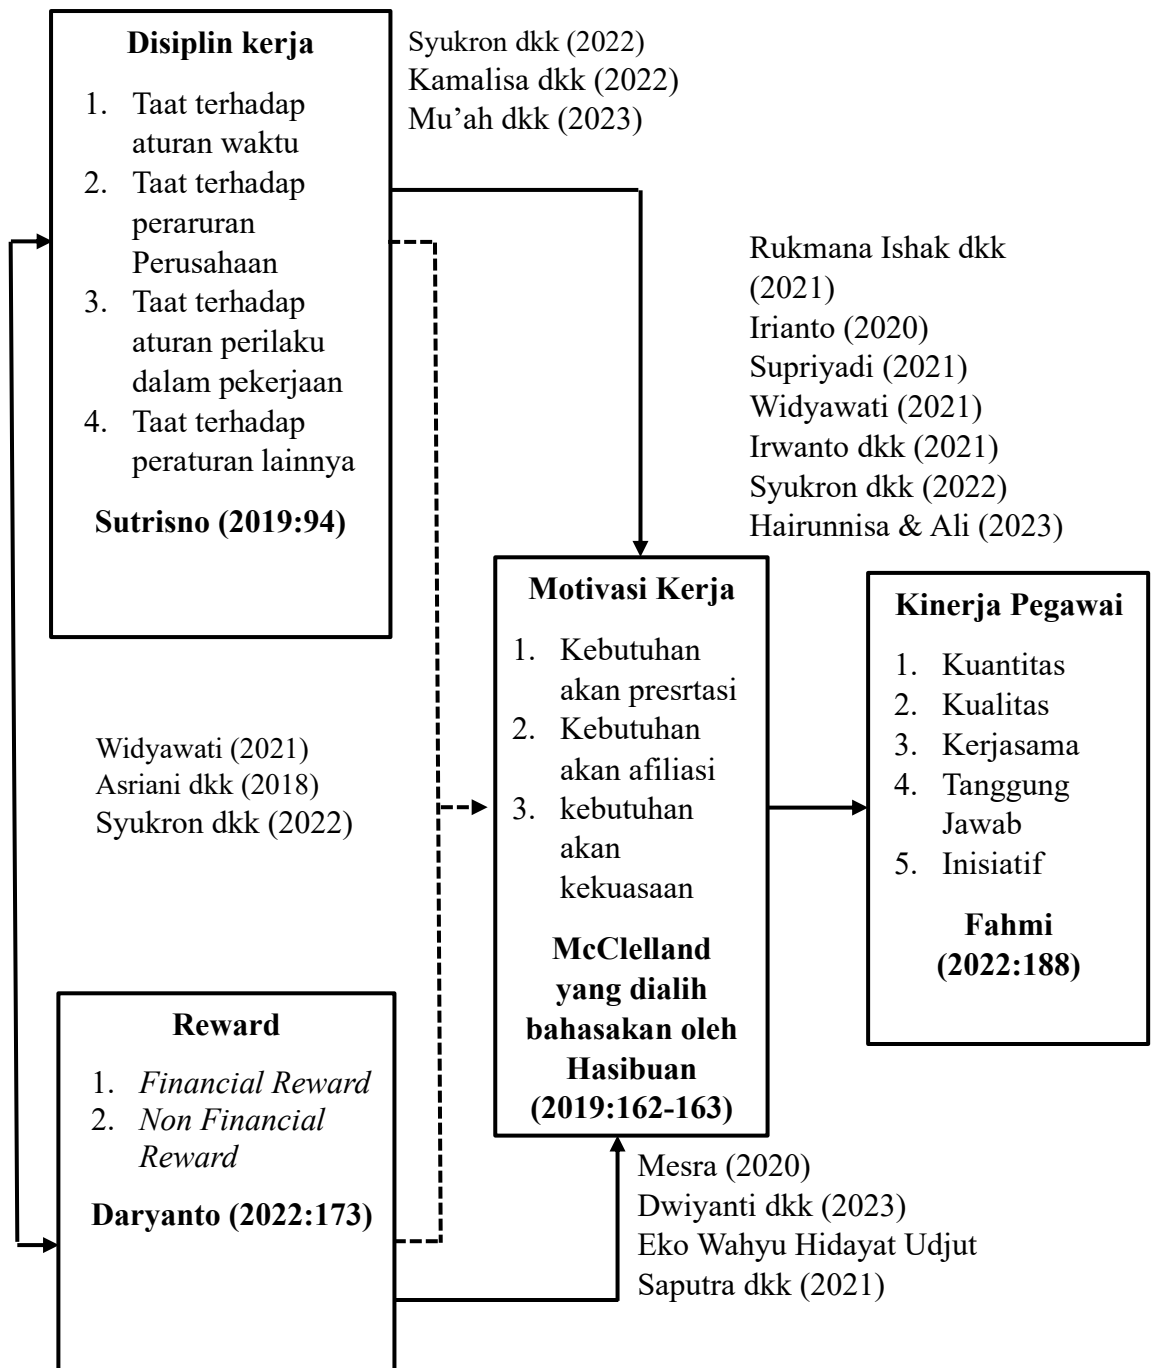 Disiplin kerja
1. Taat terhadap
aturan waktu
2. Taat terhadap
peraruran
Perusahaan
3. Taat terhadap
aturan perilaku
dalam pekerjaan
4. Taat terhadap
peraturan lainnya
Sutrisno (2019:94)
Syukron dkk (2022)
Kamalisa dkk (2022)
Mu’ah dkk (2023)
Rukmana Ishak dkk
(2021)
Irianto (2020)
Supriyadi (2021)
Widyawati (2021)
Irwanto dkk (2021)
Syukron dkk (2022)
Hairunnisa & Ali (2023)
Motivasi Kerja
1. Kebutuhan
akan presrtasi
2. Kebutuhan
akan afiliasi
3. kebutuhan
akan
kekuasaan
McClelland
yang dialih
bahasakan oleh
Hasibuan
(2019:162-163)
Kinerja Pegawai
1. Kuantitas
2. Kualitas
3. Kerjasama
4. Tanggung
Jawab
5. Inisiatif
Fahmi
(2022:188)
Widyawati (2021)
Asriani dkk (2018)
Syukron dkk (2022)
Reward
1. Financial Reward
2. Non Financial
Reward
Daryanto (2022:173)
Mesra (2020)
Dwiyanti dkk (2023)
Eko Wahyu Hidayat Udjut
Saputra dkk (2021)